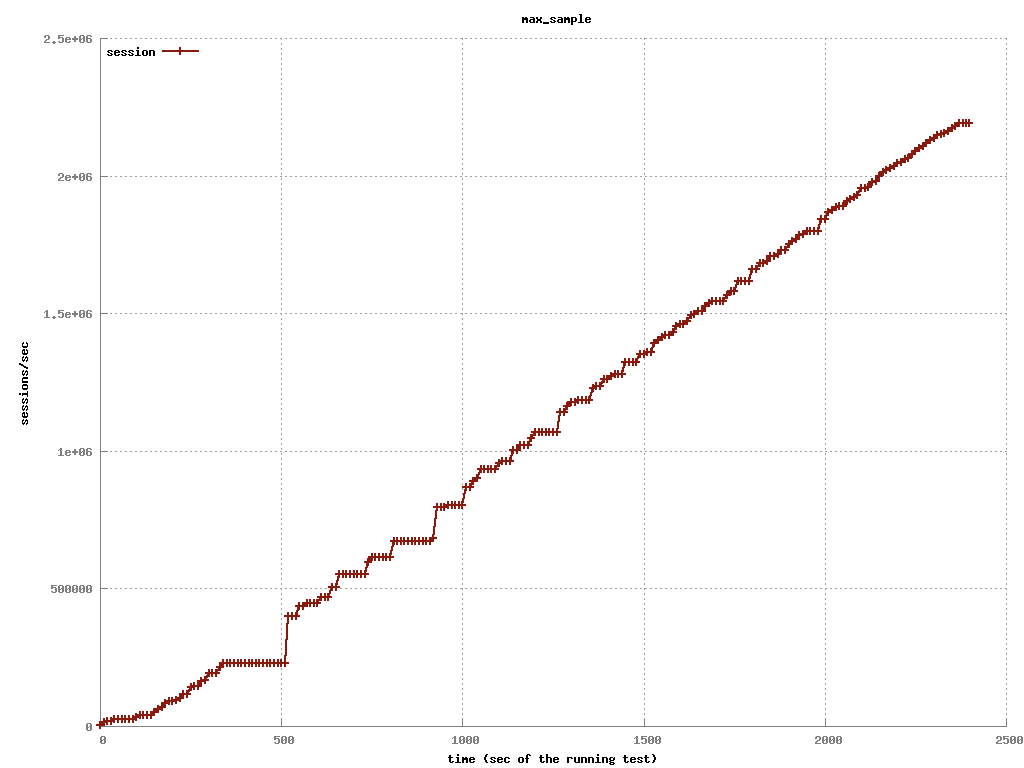 max_sample
2.5e+06
session
2e+06
1.5e+06
sessions/sec
1e+06
500000
0
0 500 1000 1500 2000 2500
time (sec of the running test)